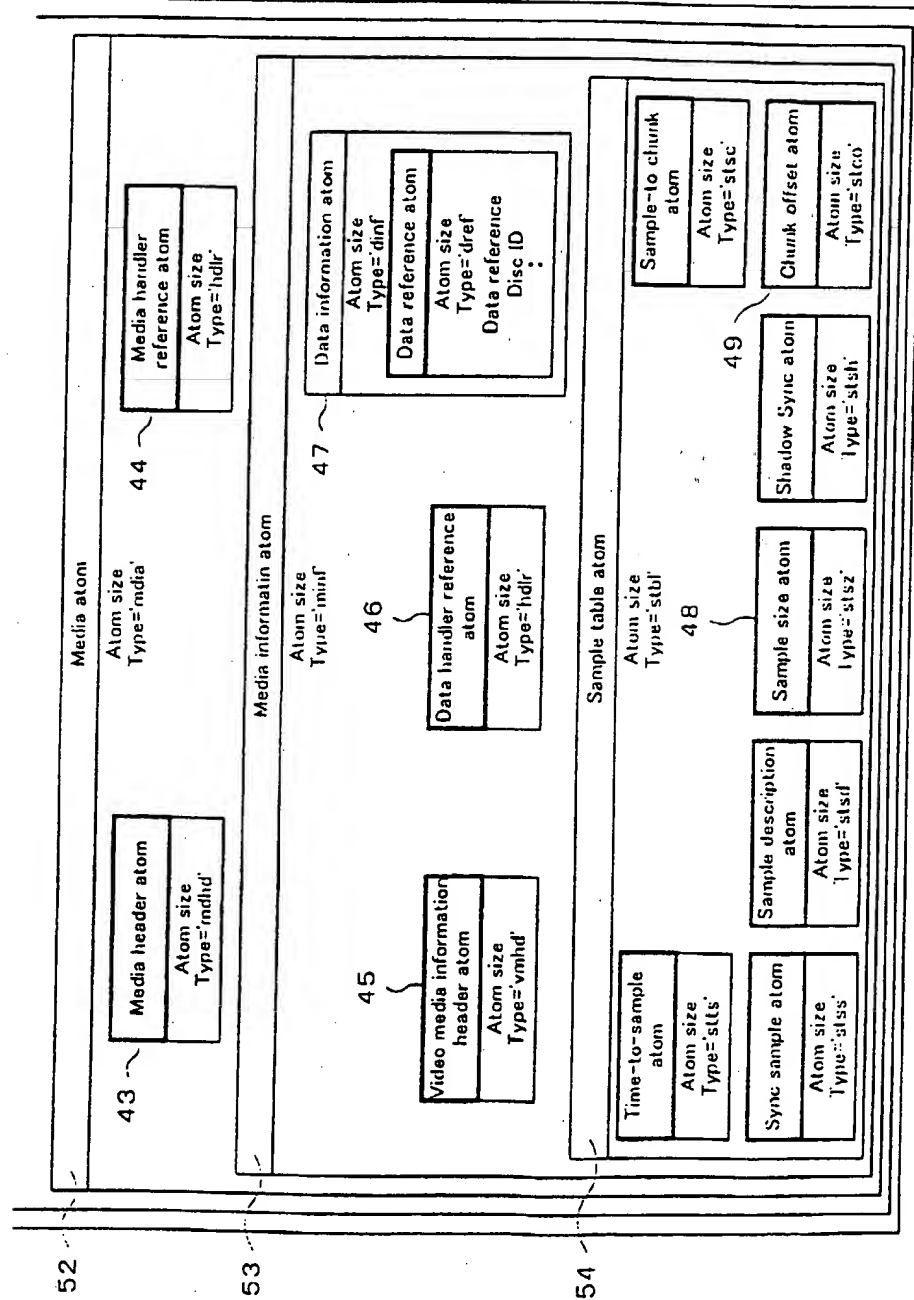 52
Media atom
Atom size
Type='mdia'
43
Media header atom
Atom size
Type='mdhd'
44
Media handler
reference atom
Atom size
Type='hdlr'
53
Media informatin atom
Atom size
Type='minf'
45
Video media information
header atom
Atom size
Type='vmhd'
46
Data handler reference
atom
Atom size
Type='hdlr'
47
Data information atom
Atom size
Type='dinf'
Data reference atom
Atom size
Type='dref'
Data reference
Disc ID
⋮
54
Sample table atom
Atom size
Type='stbl'
Time-to-sample
atom
Atom size
Type='stts'
Sample-to chunk
atom
Atom size
Type='stsc'
Sync sample atom
Atom size
Type='stss'
Sample description
atom
Atom size
Type='stsd'
48
Sample size atom
Atom size
Type='stsz'
Shadow Sync atom
Atom size
Type='stsh'
49
Chunk offset atom
Atom size
Type='stco'